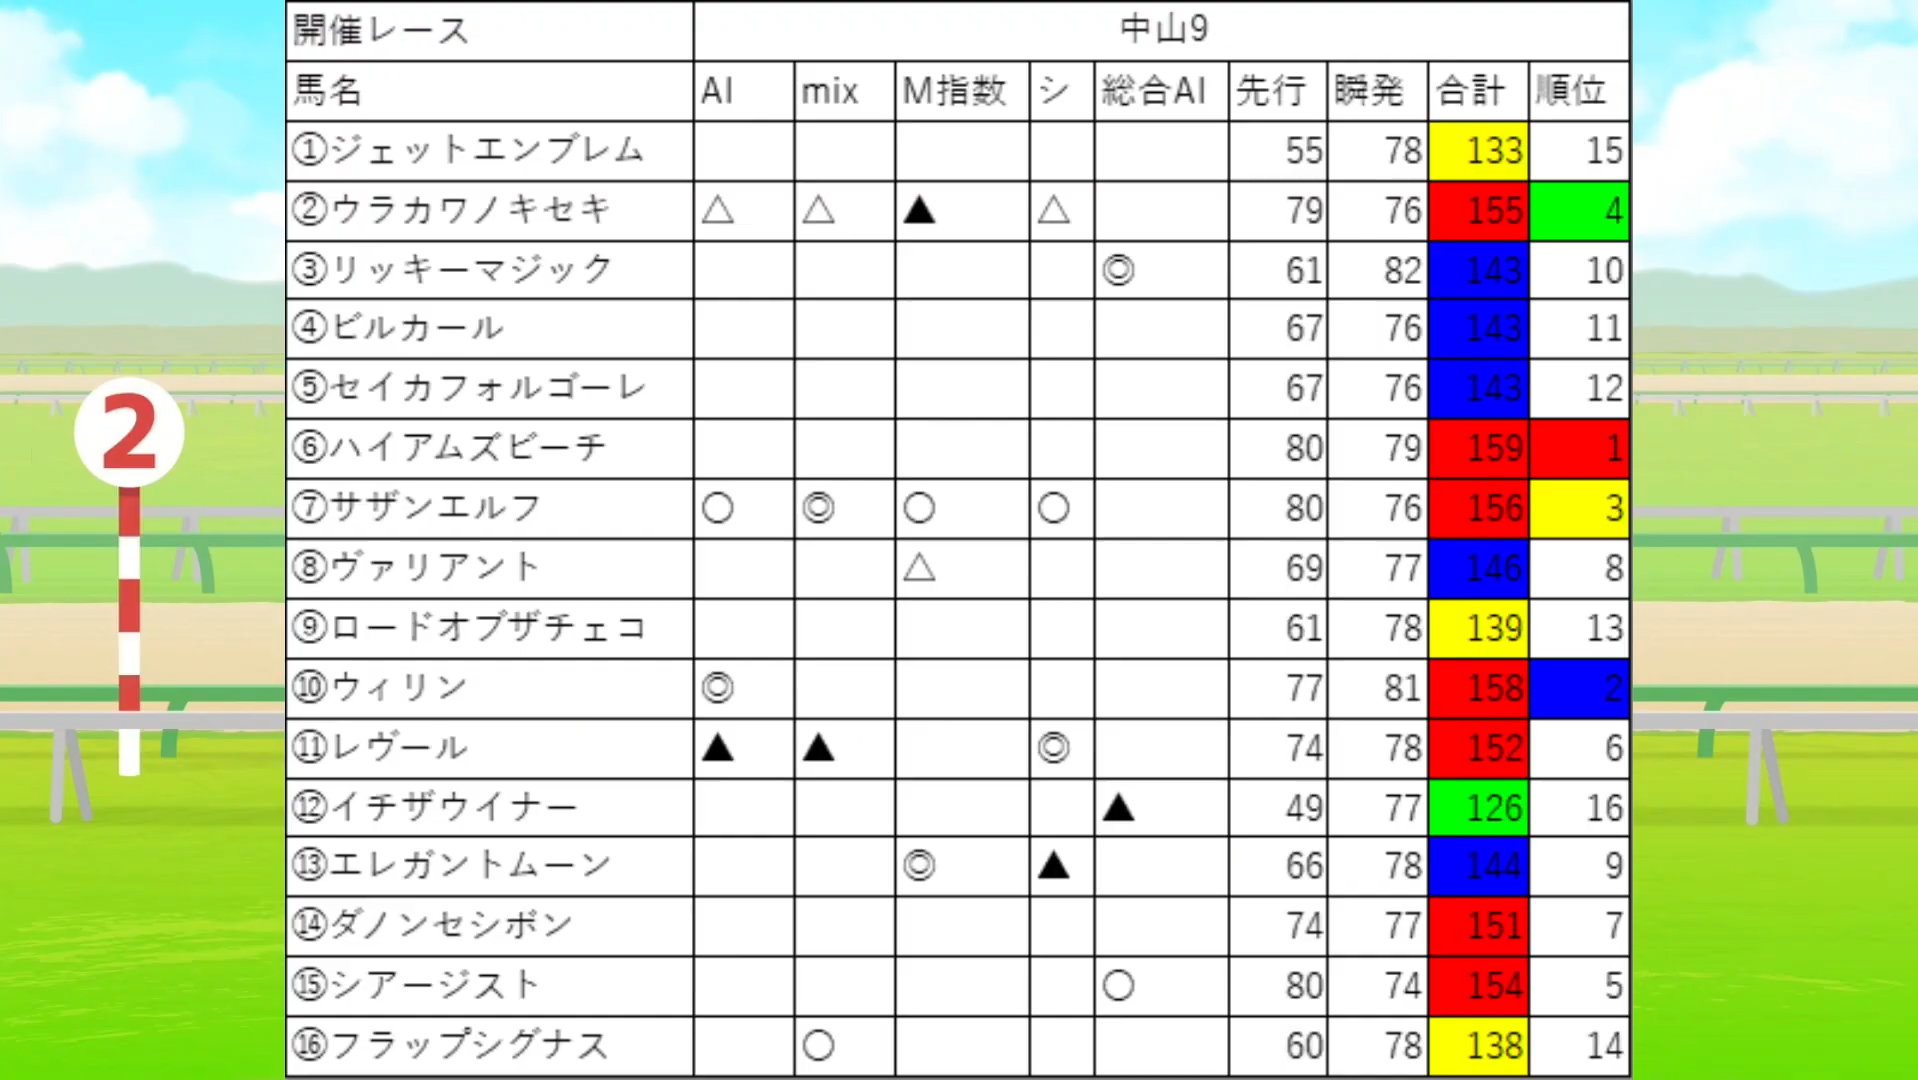 開催レース 中山9
馬名 AI mix M指数 シ 総合AI 先行 瞬発 合計 順位
①ジェットエンブレム 55 78 133 15
②ウラカワノキセキ △ △ ▲ △ 79 76 155 4
③リッキーマジック ◎ 61 82 143 10
④ビルカール 67 76 143 11
⑤セイカフォルゴーレ 67 76 143 12
⑥ハイアムズビーチ 80 79 159 1
⑦サザンエルフ ○ ◎ ○ ○ 80 76 156 3
⑧ヴァリアント △ 69 77 146 8
⑨ロードオブザチェコ 61 78 139 13
⑩ウィリン ◎ 77 81 158 2
⑪レヴール ▲ ▲ ◎ 74 78 152 6
⑫イチザウイナー ▲ 49 77 126 16
⑬エレガントムーン ◎ ▲ 66 78 144 9
⑭ダノンセシボン 74 77 151 7
⑮シアージスト ○ 80 74 154 5
⑯フラップシグナス ○ 60 78 138 14
2